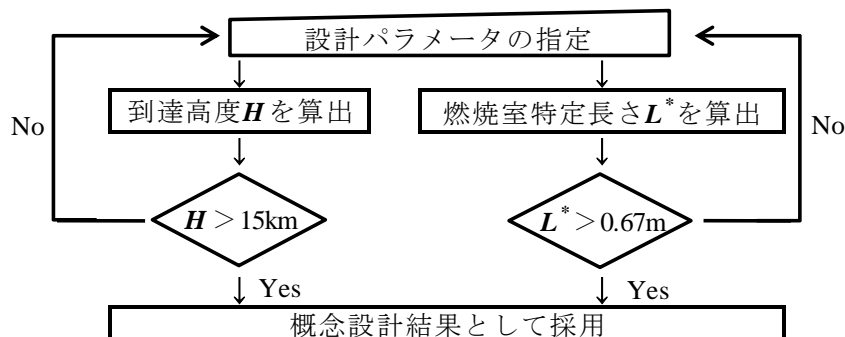 設計パラメータの指定
到達高度H を算出
燃焼室特定長さL*を算出
No
No
H＞15km
L*＞0.67m
Yes
Yes
概念設計結果として採用